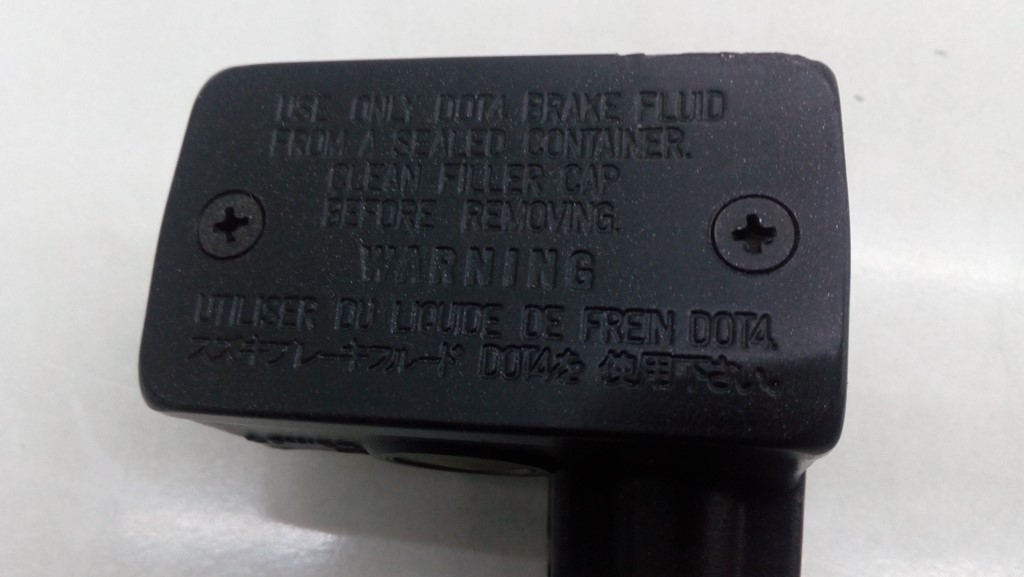 USE ONLY DOT4 BRAKE FLUID
FROM A SEALED CONTAINER.
CLEAN FILLER CAP
BEFORE REMOVING.
WARNING
UTILISER DU LIQUIDE DE FREIN DOT4.
スズキブレーキフルード DOT4を 使用下さい.